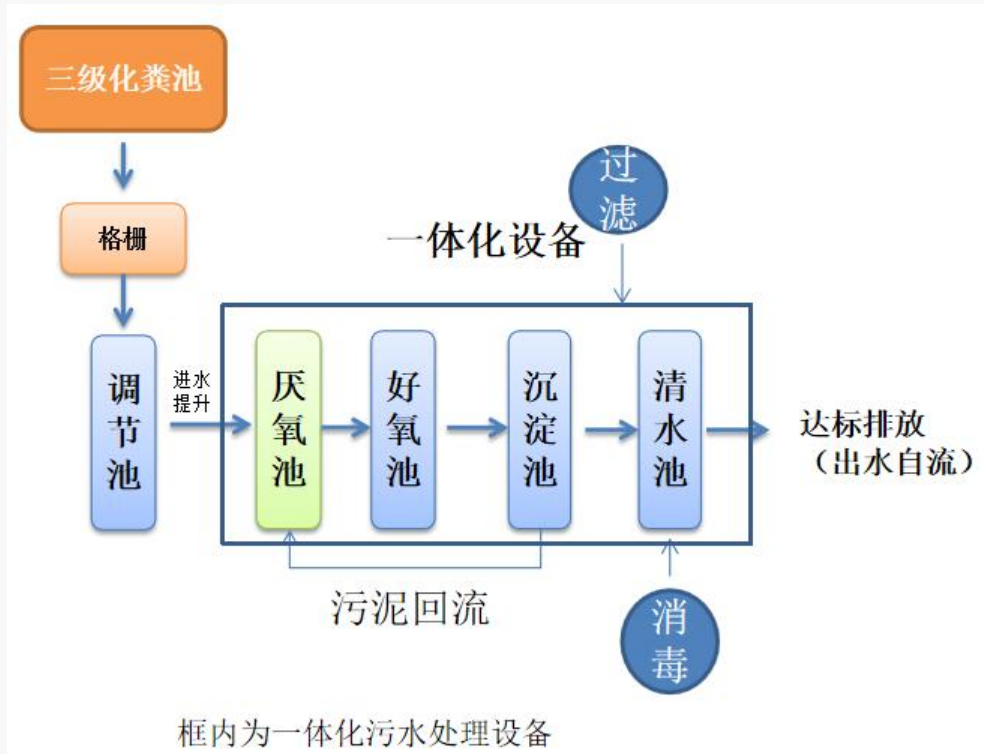 三级化粪池
格栅
调节池
进水
提升
一体化设备
过滤
厌氧池
好氧池
沉淀池
清水池
达标排放
（出水自流）
污泥回流
消毒
框内为一体化污水处理设备